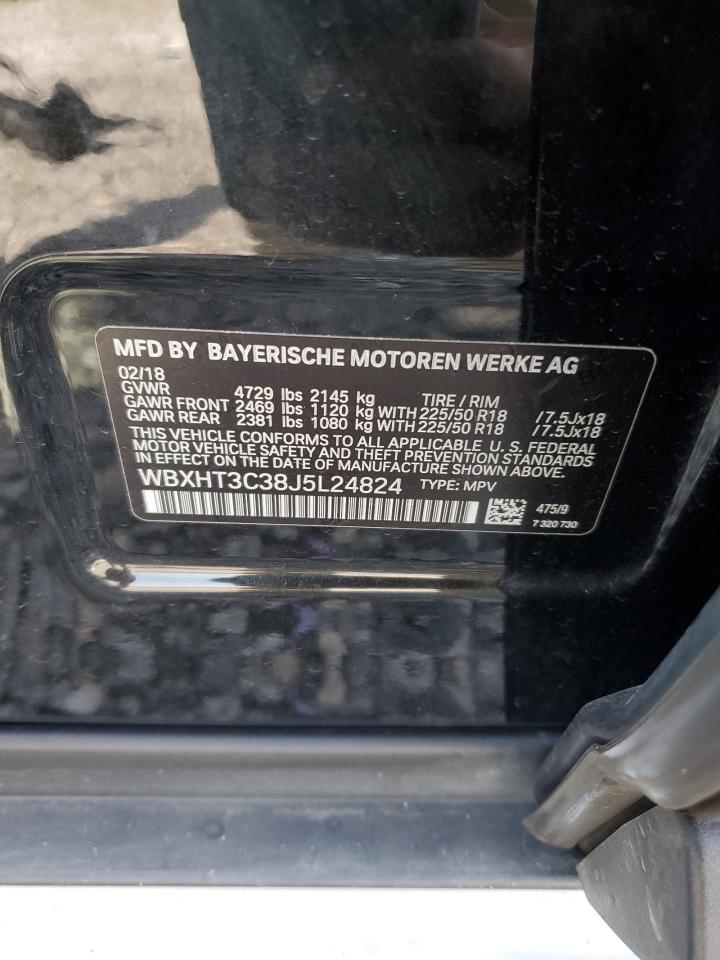 MFD BY BAYERISCHE MOTOREN WERKE AG
02/18
GVWR 4729 lbs 2145 kg TIRE / RIM
GAWR FRONT 2469 lbs 1120 kg WITH 225/50 R18 /7.5Jx18
GAWR REAR 2381 lbs 1080 kg WITH 225/50 R18 /7.5Jx18
THIS VEHICLE CONFORMS TO ALL APPLICABLE U. S. FEDERAL
MOTOR VEHICLE SAFETY AND THEFT PREVENTION STANDARDS
IN EFFECT ON THE DATE OF MANUFACTURE SHOWN ABOVE.
WBXHT3C38J5L24824 TYPE: MPV
475/9
7 320 730